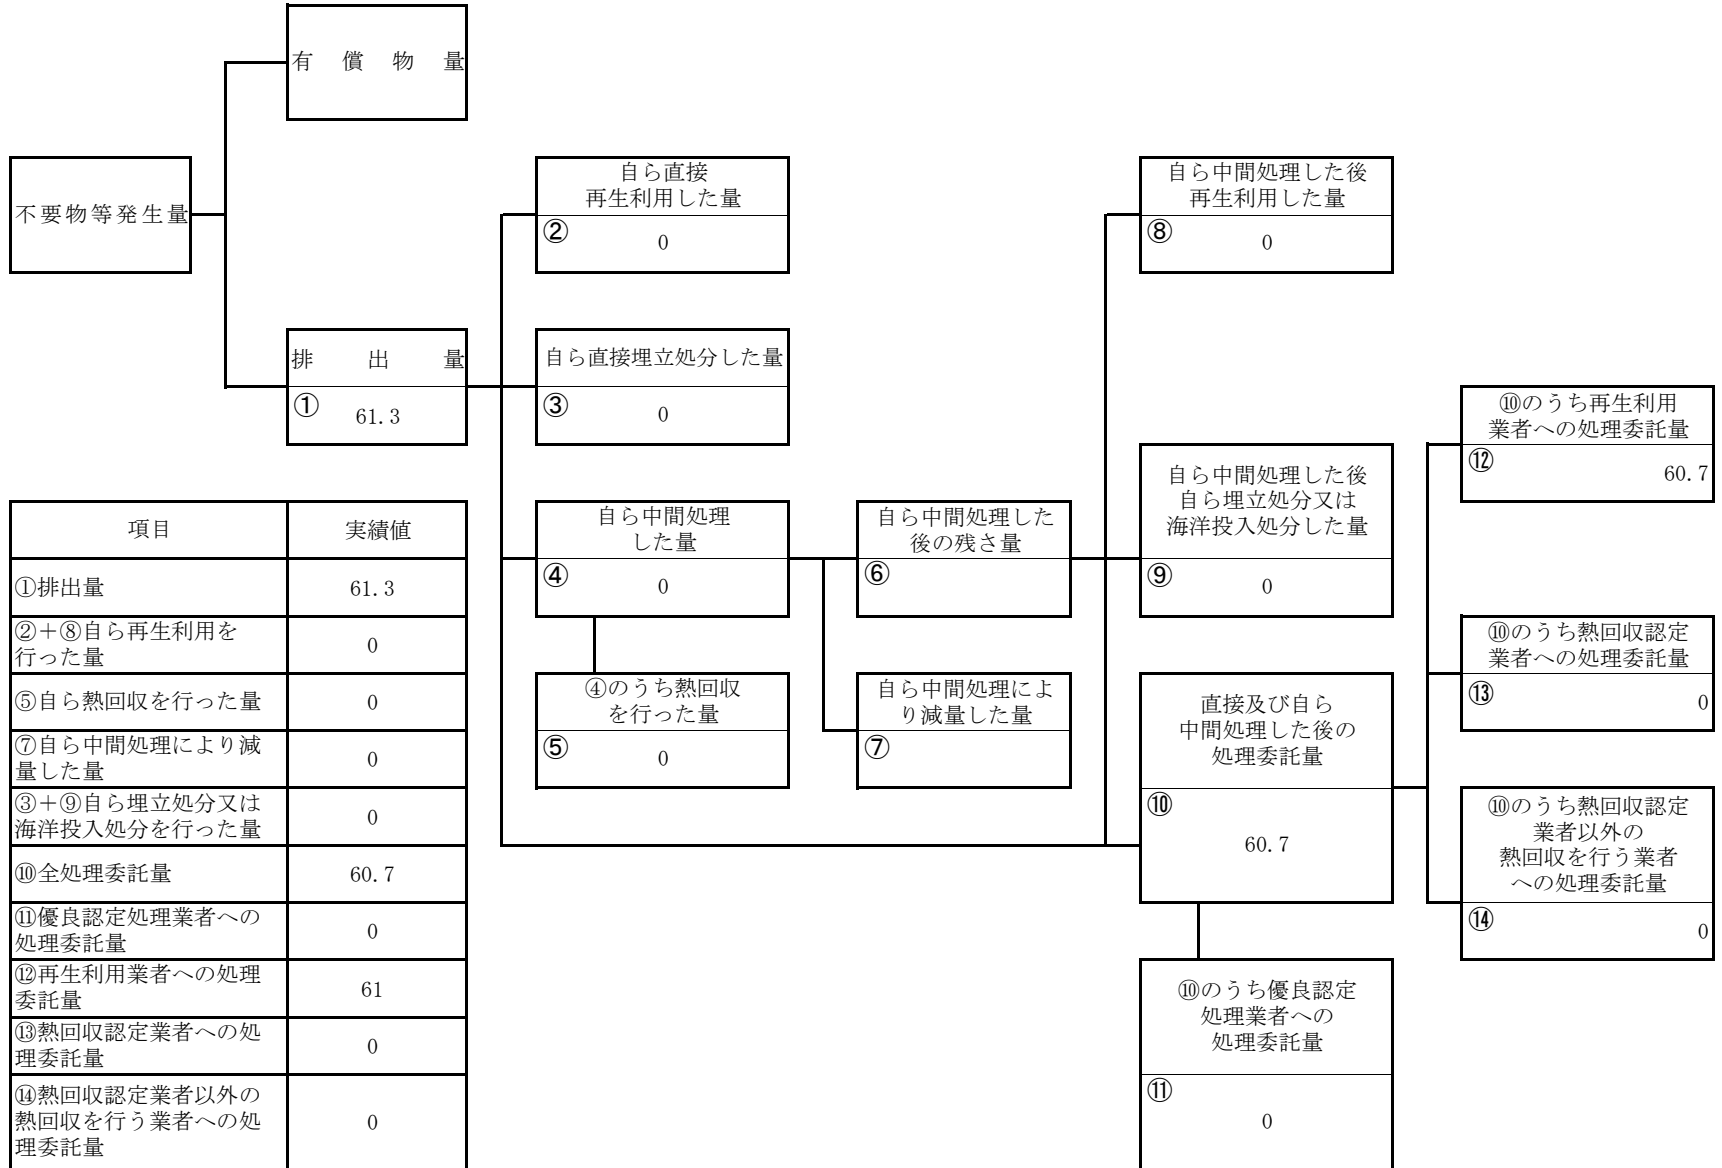 有償物量
不要物等発生量
自ら直接
再生利用した量
②
0
自ら中間処理した後
再生利用した量
⑧
0
排出量
①
61.3
自ら直接埋立処分した量
③
0
⑩のうち再生利用
業者への処理委託量
⑫
60.7
自ら中間処理
した量
④
0
自ら中間処理した
後の残さ量
⑥
自ら中間処理した後
自ら埋立処分又は
海洋投入処分した量
⑨
0
⑩のうち熱回収認定
業者への処理委託量
⑬
0
④のうち熱回収
を行った量
⑤
0
自ら中間処理によ
り減量した量
⑦
直接及び自ら
中間処理した後の
処理委託量
⑩
60.7
⑩のうち熱回収認定
業者以外の
熱回収を行う業者
への処理委託量
⑭
0
⑩のうち優良認定
処理業者への
処理委託量
⑪
0
項目
実績値
①排出量
61.3
②＋⑧自ら再生利用を
行った量
0
⑤自ら熱回収を行った量
0
⑦自ら中間処理により減
量した量
0
③＋⑨自ら埋立処分又は
海洋投入処分を行った量
0
⑩全処理委託量
60.7
⑪優良認定処理業者への
処理委託量
0
⑫再生利用業者への処理
委託量
61
⑬熱回収認定業者への処
理委託量
0
⑭熱回収認定業者以外の
熱回収を行う業者への処
理委託量
0